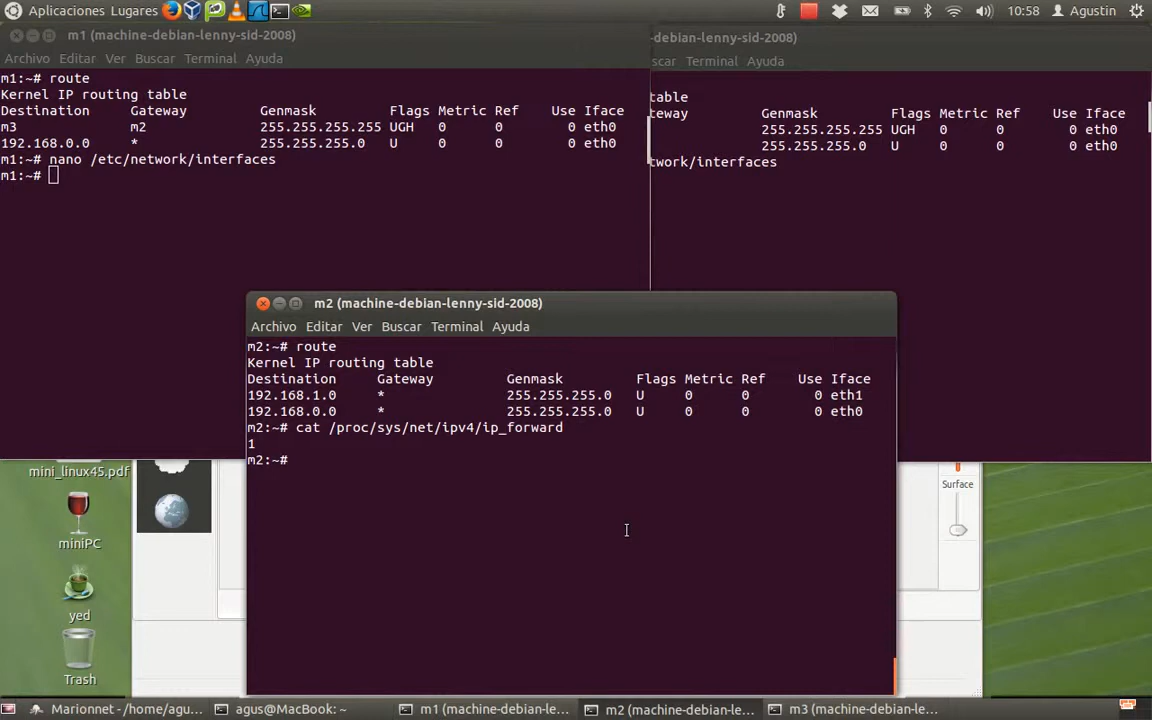 Aplicaciones Lugares 10:58 Agustin
m1 (machine-debian-lenny-sid-2008)
Archivo Editar Ver Buscar Terminal Ayuda
m1:~# route
Kernel IP routing table
Destination Gateway Genmask Flags Metric Ref Use Iface
m3 m2 255.255.255.255 UGH 0 0 0 eth0
192.168.0.0 * 255.255.255.0 U 0 0 0 eth0
m1:~# nano /etc/network/interfaces
m1:~#
-debian-lenny-sid-2008)
scar Terminal Ayuda
table
teway Genmask Flags Metric Ref Use Iface
255.255.255.255 UGH 0 0 0 eth0
255.255.255.0 U 0 0 0 eth0
twork/interfaces
m2 (machine-debian-lenny-sid-2008)
Archivo Editar Ver Buscar Terminal Ayuda
m2:~# route
Kernel IP routing table
Destination Gateway Genmask Flags Metric Ref Use Iface
192.168.1.0 * 255.255.255.0 U 0 0 0 eth1
192.168.0.0 * 255.255.255.0 U 0 0 0 eth0
m2:~# cat /proc/sys/net/ipv4/ip_forward
1
m2:~#
mini_linux45.pdf
miniPC
yed
Trash
Surface
Marionnet - /home/agu... agus@MacBook: ~ m1 (machine-debian-le... m2 (machine-debian-le... m3 (machine-debian-le...